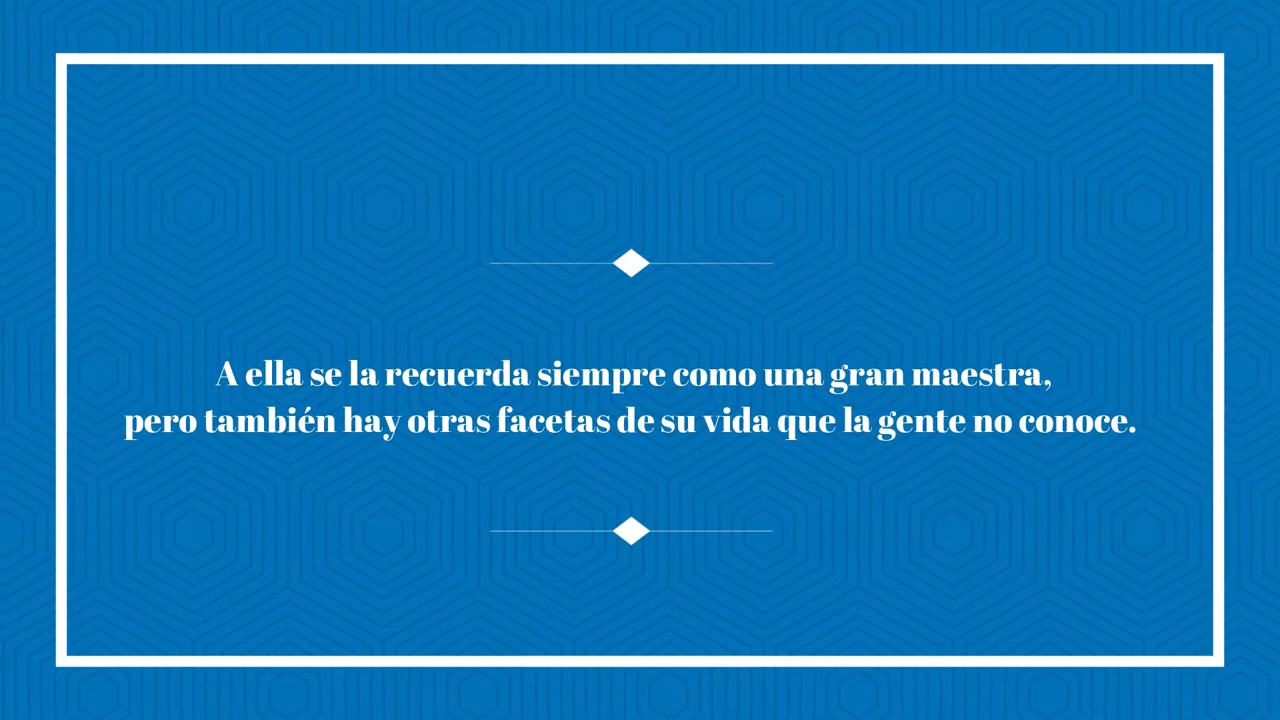 A ella se la recuerda siempre como una gran maestra,
pero también hay otras facetas de su vida que la gente no conoce.